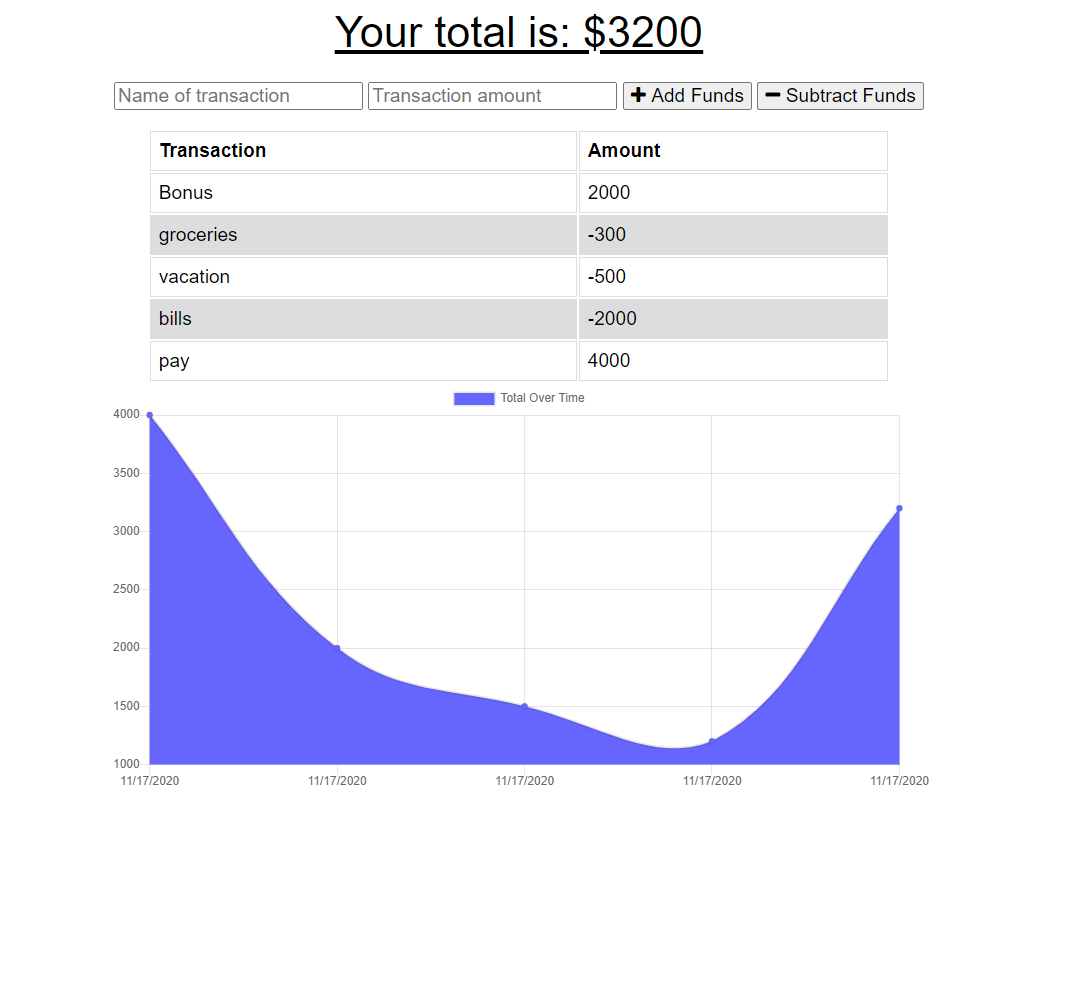 Your total is: $3200
Name of transaction Transaction amount + Add Funds − Subtract Funds
Transaction Amount
Bonus 2000
groceries -300
vacation -500
bills -2000
pay 4000
Total Over Time
4000
3500
3000
2500
2000
1500
1000
11/17/2020 11/17/2020 11/17/2020 11/17/2020 11/17/2020